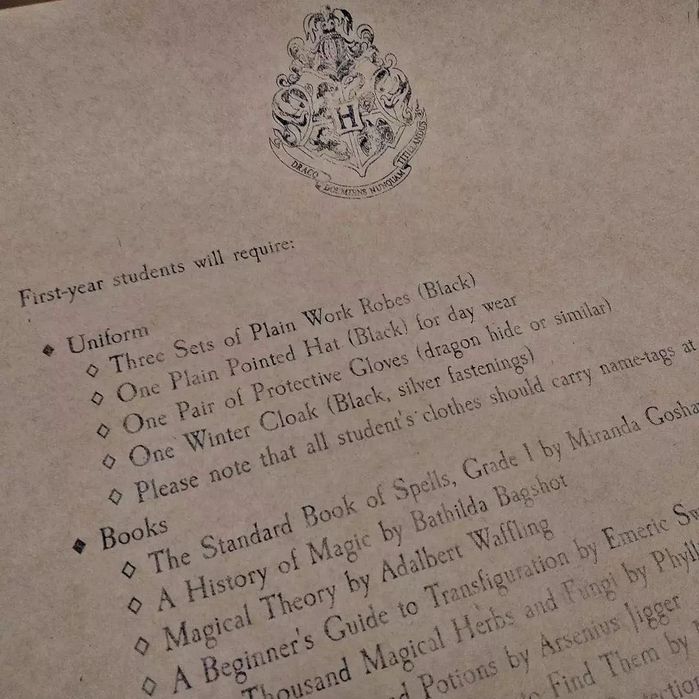 H
DRACO DORMIENS NUNQUAM TITILLANDUS
First-year students will require:
Uniform
Three Sets of Plain Work Robes (Black)
One Plain Pointed Hat (Black) for day wear
One Pair of Protective Gloves (dragon hide or similar)
One Winter Cloak (Black, silver fastenings)
Please note that all student's clothes should carry name-tags at
Books
The Standard Book of Spells, Grade 1 by Miranda Gosha
A History of Magic by Bathilda Bagshot
Magical Theory by Adalbert Waffling
A Beginner's Guide to Transfiguration by Emeric Sw
Thousand Magical Herbs and Fungi by Phyll
Potions by Arsenius Jigger
to Find Them by